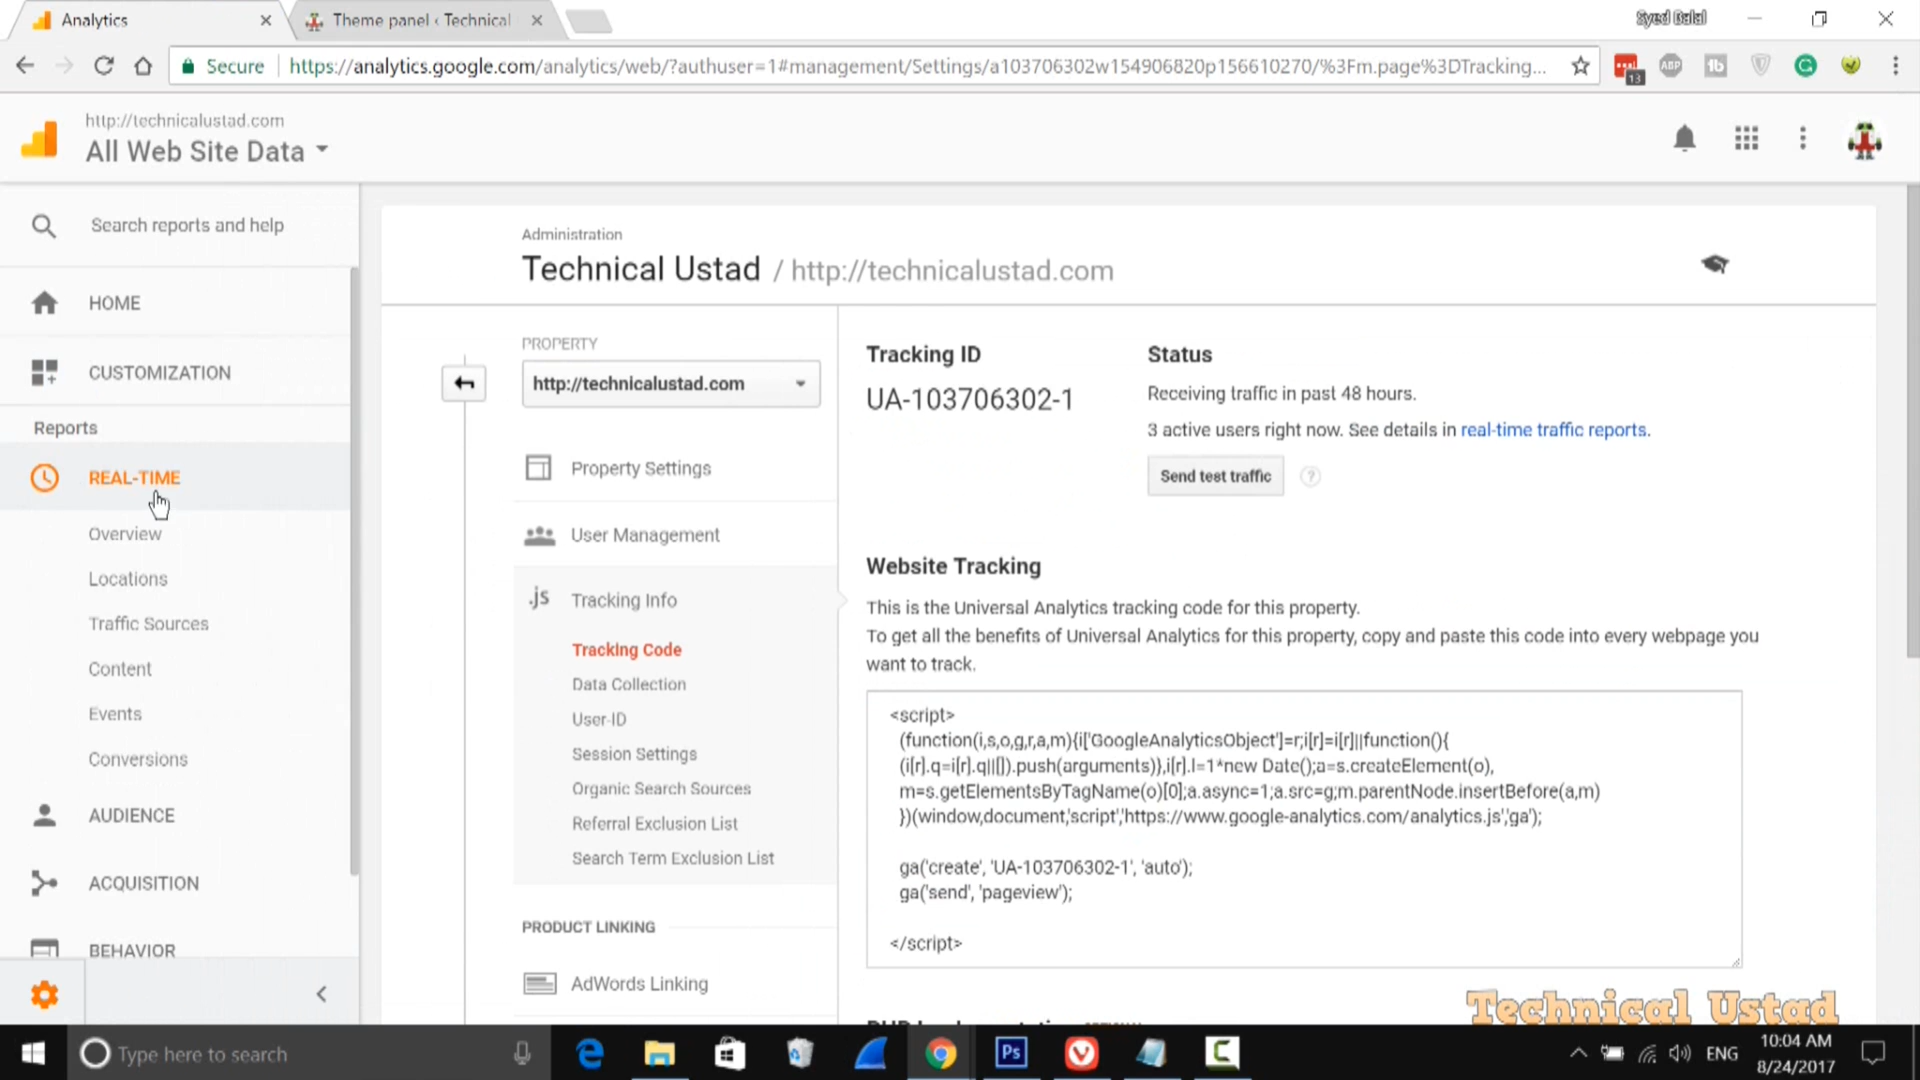 Analytics
Theme panel ‹ Technical
Syed Balal
Secure
https://analytics.google.com/analytics/web/?authuser=1#management/Settings/a103706302w154906820p156610270/%3Fm.page%3DTracking...
13
ABP
http://technicalustad.com
All Web Site Data
Search reports and help
HOME
CUSTOMIZATION
Reports
REAL-TIME
Overview
Locations
Traffic Sources
Content
Events
Conversions
AUDIENCE
ACQUISITION
BEHAVIOR
Administration
Technical Ustad / http://technicalustad.com
PROPERTY
http://technicalustad.com
Property Settings
User Management
.js Tracking Info
Tracking Code
Data Collection
User-ID
Session Settings
Organic Search Sources
Referral Exclusion List
Search Term Exclusion List
PRODUCT LINKING
AdWords Linking
Tracking ID
UA-103706302-1
Status
Receiving traffic in past 48 hours.
3 active users right now. See details in real-time traffic reports.
Send test traffic ?
Website Tracking
This is the Universal Analytics tracking code for this property.
To get all the benefits of Universal Analytics for this property, copy and paste this code into every webpage you
want to track.
<script>
(function(i,s,o,g,r,a,m){i['GoogleAnalyticsObject']=r;i[r]=i[r]||function(){
(i[r].q=i[r].q||[]).push(arguments)},i[r].l=1*new Date();a=s.createElement(o),
m=s.getElementsByTagName(o)[0];a.async=1;a.src=g;m.parentNode.insertBefore(a,m)
})(window,document,'script','https://www.google-analytics.com/analytics.js','ga');
ga('create', 'UA-103706302-1', 'auto');
ga('send', 'pageview');
</script>
Technical Ustad
Type here to search
Ps
ENG
10:04 AM
8/24/2017